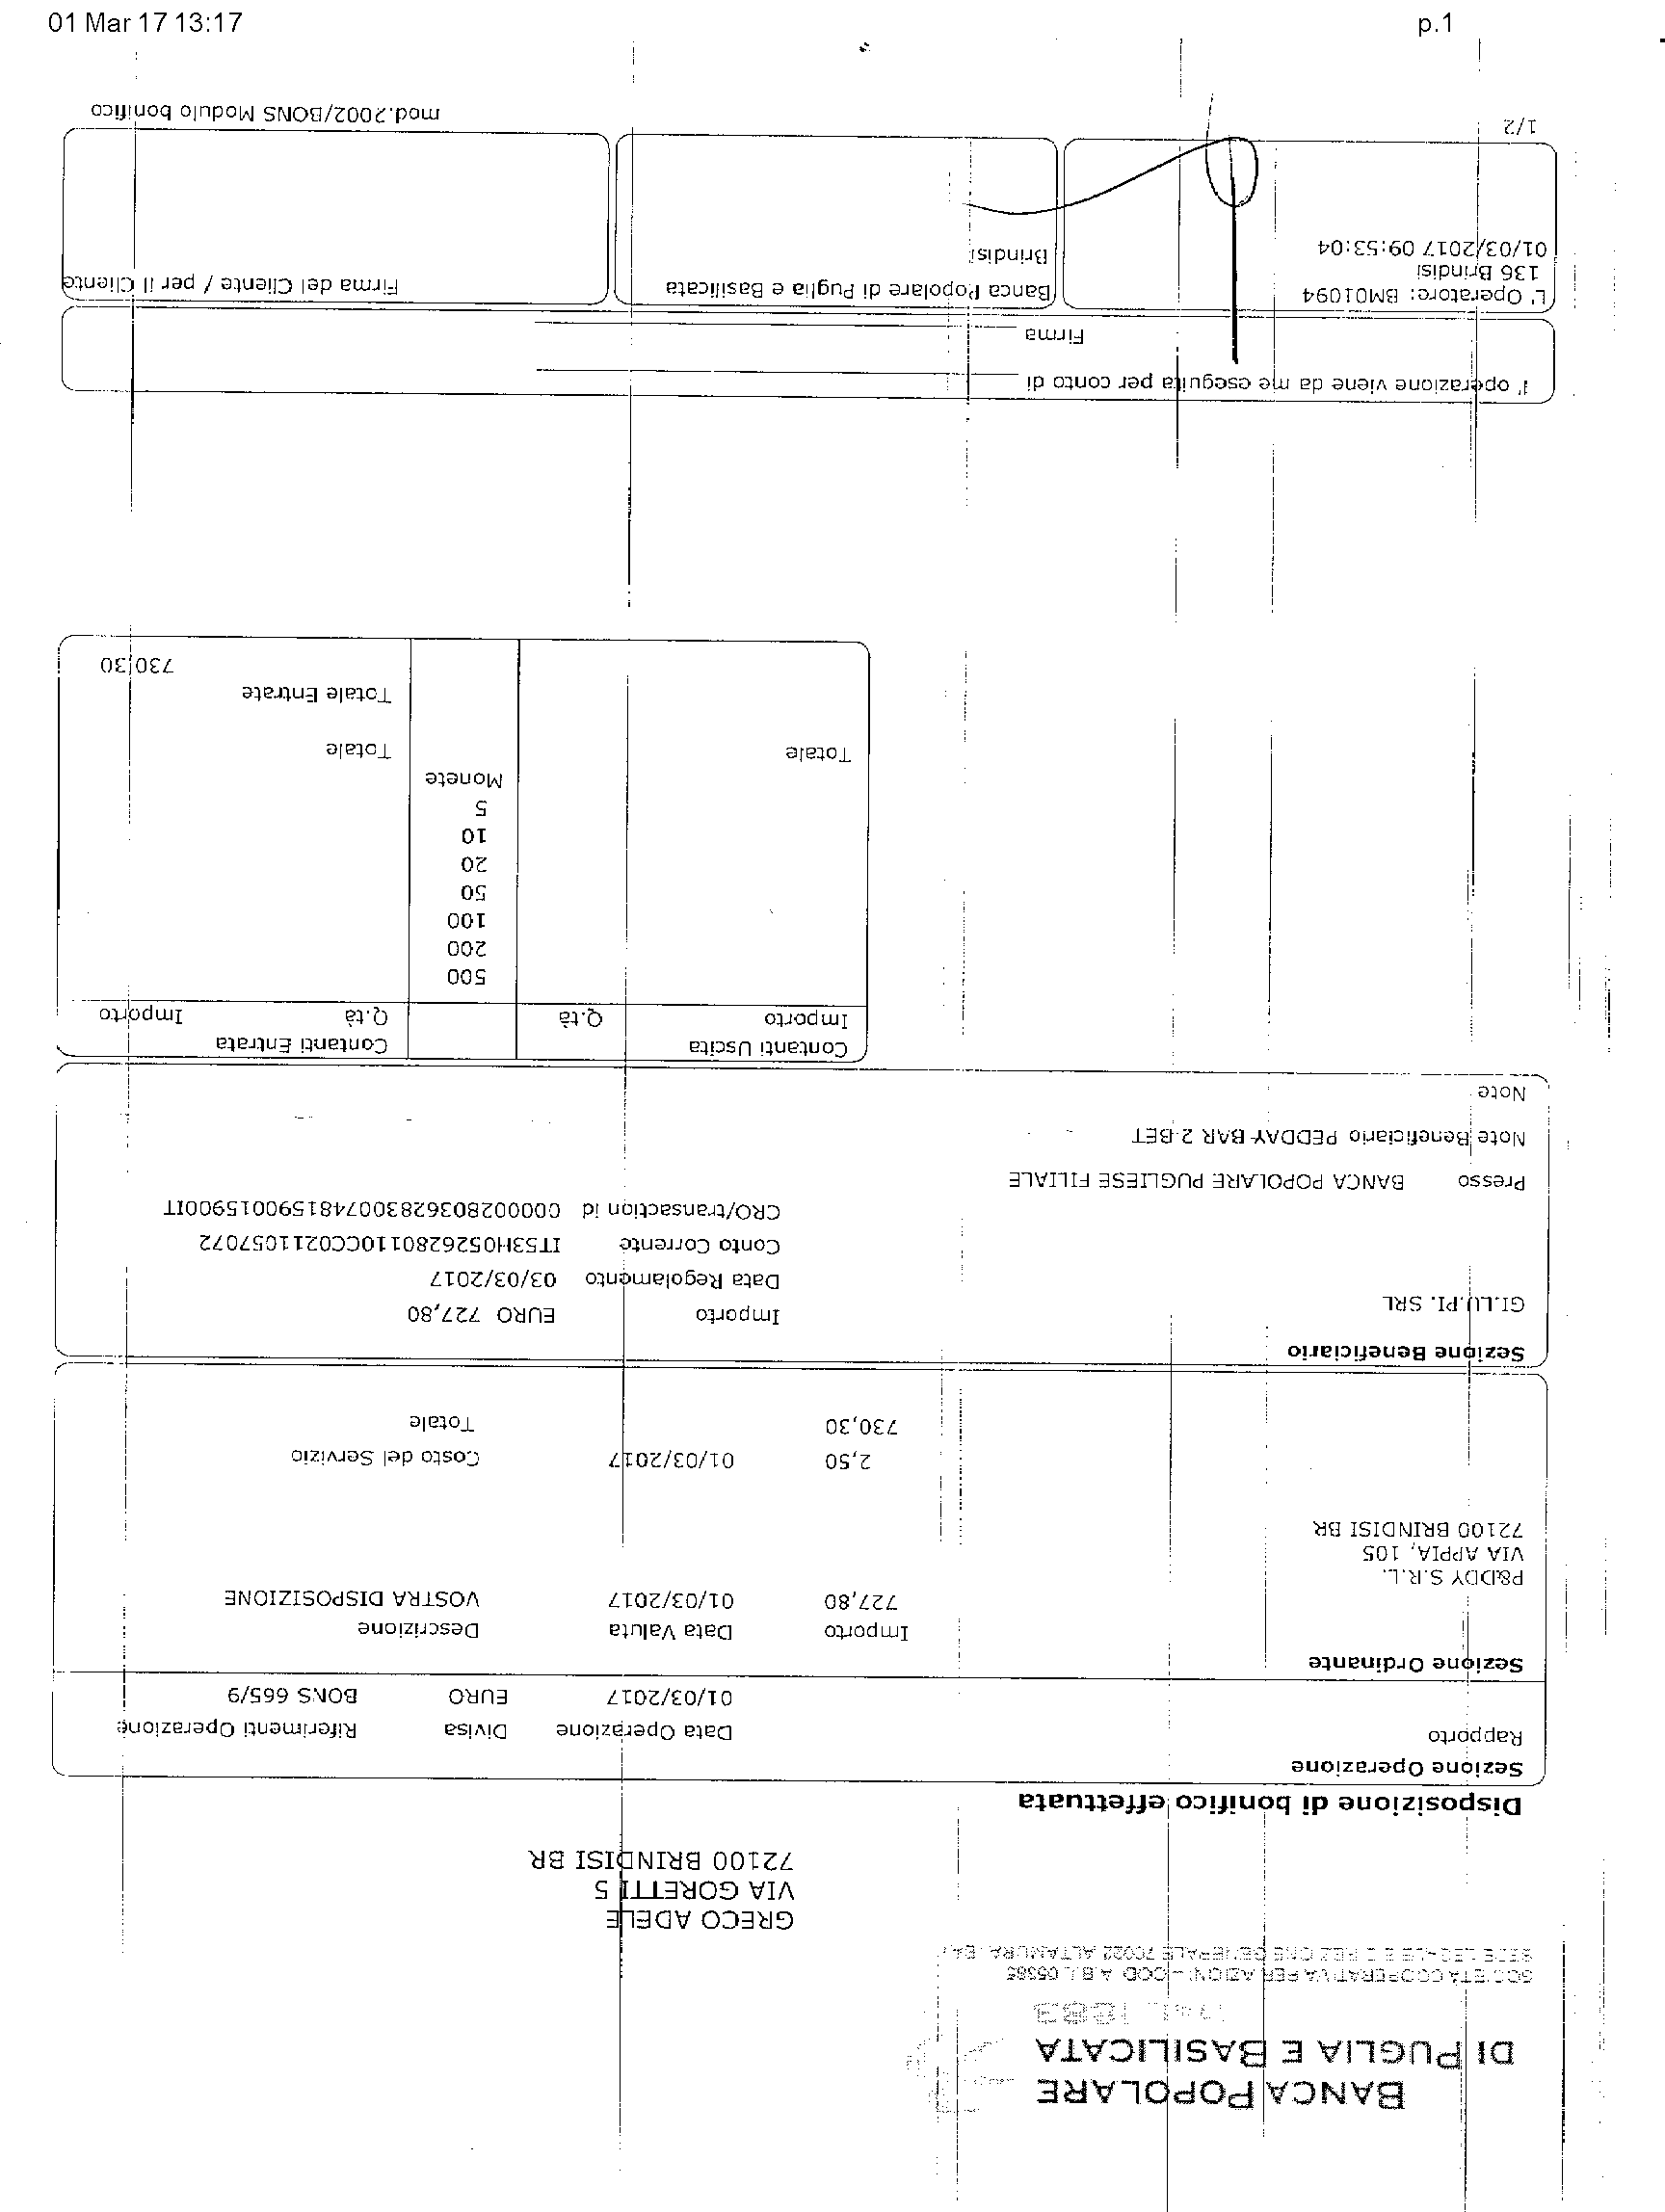 01 Mar 17 13:17 p.1
BANCA POPOLARE
DI PUGLIA E BASILICATA
dal 1883
SOCIETÀ COOPERATIVA PER AZIONI - COD. A.B.I. 05385
SEDE LEGALE E DIREZIONE GENERALE 70022 ALTAMURA (BA)
GRECO ADELE
VIA GORETTI 5
72100 BRINDISI BR
Disposizione di bonifico effettuata
Sezione Operazione
Rapporto Data Operazione Divisa Riferimenti Operazione
01/03/2017 EURO BONS 665/9
Sezione Ordinante
Importo Data Valuta Descrizione
P&DDY S.R.L. 727,80 01/03/2017 VOSTRA DISPOSIZIONE
VIA APPIA, 105
72100 BRINDISI BR
2,50 01/03/2017 Costo del Servizio
730,30 Totale
Sezione Beneficiario
GI.LU.PI. SRL Importo EURO 727,80
Data Regolamento 03/03/2017
Conto Corrente IT53H0526280110CC0211057072
CRO/transaction id 0000028036283007481590015900IT
Presso BANCA POPOLARE PUGLIESE FILIALE
Note Beneficiario PEDDAY BAR 2 BET
Note
Contanti Uscita Contanti Entrata
Importo Q.tà Q.tà Importo
500
200
100
50
20
10
5
Monete
Totale Totale
Totale Entrate
730,30
l' operazione viene da me eseguita per conto di
Firma
L' Operatore: BM01094 Banca Popolare di Puglia e Basilicata Firma del Cliente / per il Cliente
136 Brindisi Brindisi
01/03/2017 09:53:04
1/2 mod.2002/BONS Modulo bonifico